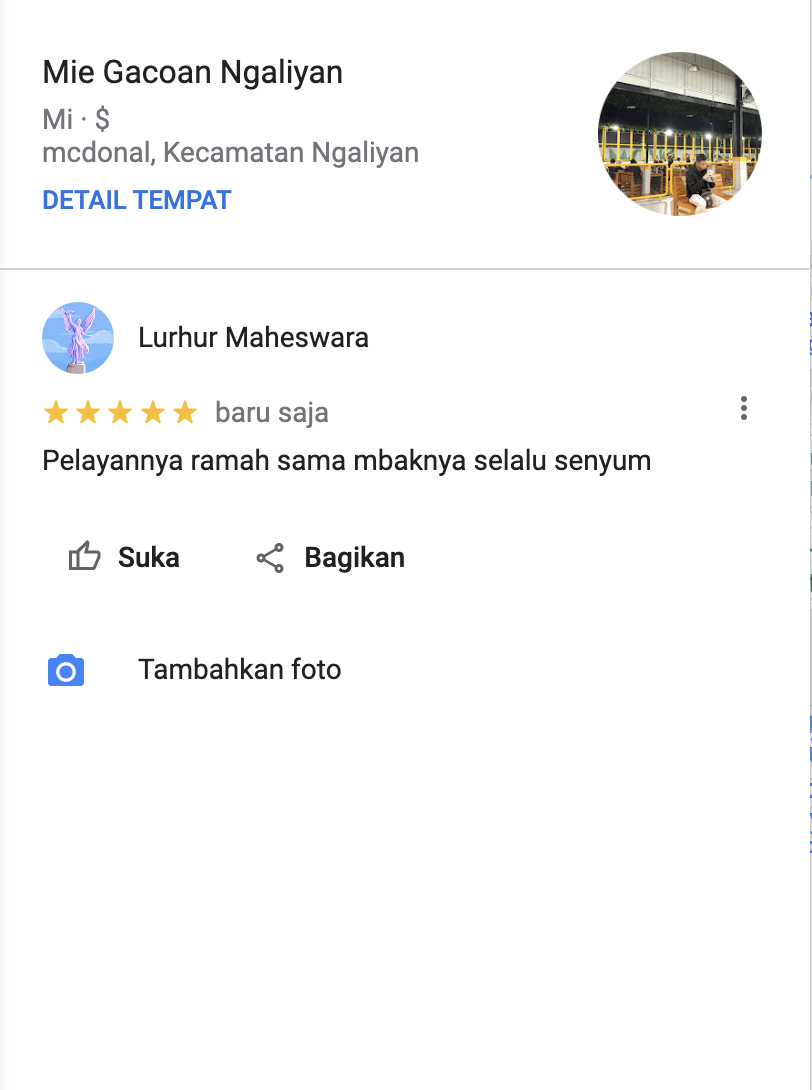 Mie Gacoan Ngaliyan
Mi · $
mcdonal, Kecamatan Ngaliyan
DETAIL TEMPAT
Lurhur Maheswara
baru saja
Pelayannya ramah sama mbaknya selalu senyum
Suka
Bagikan
Tambahkan foto